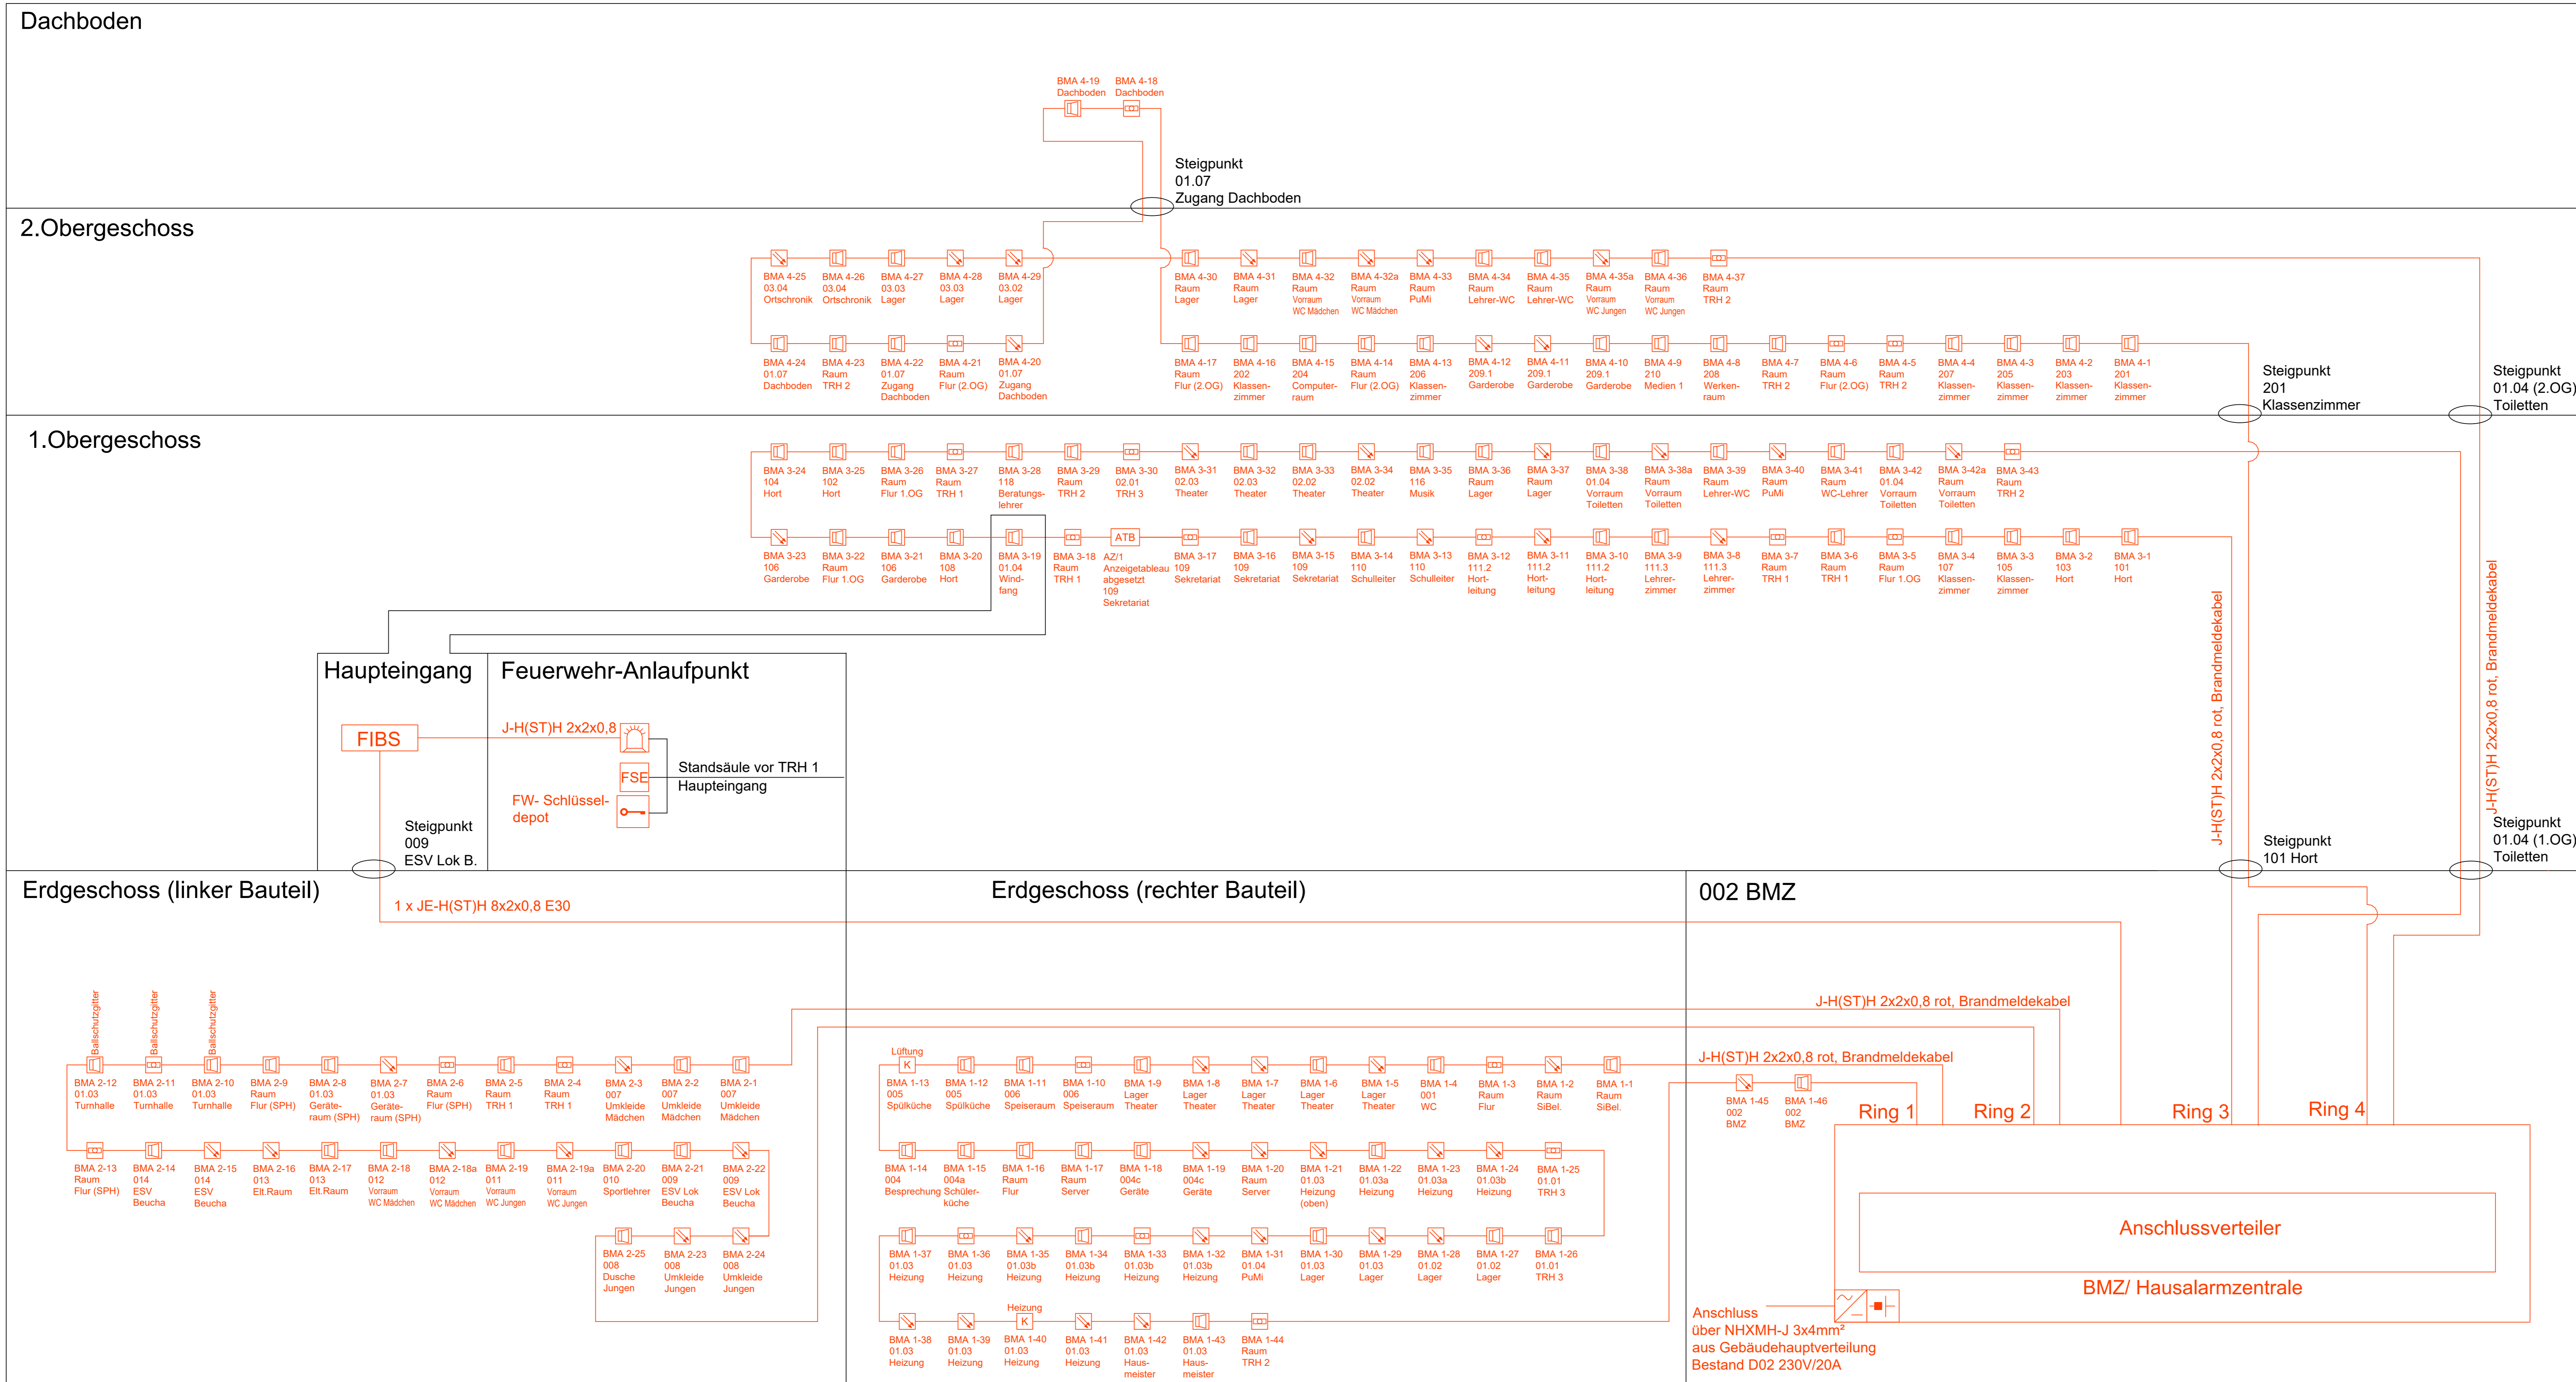 Dachboden
BMA 4-19
Dachboden
BMA 4-18
Dachboden
Steigpunkt
01.07
Zugang Dachboden
2.Obergeschoss
BMA 4-25
03.04
Ortschronik
BMA 4-26
03.04
Ortschronik
BMA 4-27
03.03
Lager
BMA 4-28
03.03
Lager
BMA 4-29
03.02
Lager
BMA 4-30
Raum
Lager
BMA 4-31
Raum
Lager
BMA 4-32
Raum
Vorraum
WC Mädchen
BMA 4-32a
Raum
Vorraum
WC Mädchen
BMA 4-33
Raum
PuMi
BMA 4-34
Raum
Lehrer-WC
BMA 4-35
Raum
Lehrer-WC
BMA 4-35a
Raum
Vorraum
WC Jungen
BMA 4-36
Raum
Vorraum
WC Jungen
BMA 4-37
Raum
TRH 2
BMA 4-24
01.07
Dachboden
BMA 4-23
Raum
TRH 2
BMA 4-22
01.07
Zugang
Dachboden
BMA 4-21
Raum
Flur (2.OG)
BMA 4-20
01.07
Zugang
Dachboden
BMA 4-17
Raum
Flur (2.OG)
BMA 4-16
202
Klassen-
zimmer
BMA 4-15
204
Computer-
raum
BMA 4-14
Raum
Flur (2.OG)
BMA 4-13
206
Klassen-
zimmer
BMA 4-12
209.1
Garderobe
BMA 4-11
209.1
Garderobe
BMA 4-10
209.1
Garderobe
BMA 4-9
210
Medien 1
BMA 4-8
208
Werken-
raum
BMA 4-7
Raum
TRH 2
BMA 4-6
Raum
Flur (2.OG)
BMA 4-5
Raum
TRH 2
BMA 4-4
207
Klassen-
zimmer
BMA 4-3
205
Klassen-
zimmer
BMA 4-2
203
Klassen-
zimmer
BMA 4-1
201
Klassen-
zimmer
Steigpunkt
201
Klassenzimmer
Steigpunkt
01.04 (2.OG)
Toiletten
1.Obergeschoss
BMA 3-24
104
Hort
BMA 3-25
102
Hort
BMA 3-26
Raum
Flur 1.OG
BMA 3-27
Raum
TRH 1
BMA 3-28
118
Beratungs-
lehrer
BMA 3-29
Raum
TRH 2
BMA 3-30
02.01
TRH 3
BMA 3-31
02.03
Theater
BMA 3-32
02.03
Theater
BMA 3-33
02.02
Theater
BMA 3-34
02.02
Theater
BMA 3-35
116
Musik
BMA 3-36
Raum
Lager
BMA 3-37
Raum
Lager
BMA 3-38
01.04
Vorraum
Toiletten
BMA 3-38a
Raum
Vorraum
Toiletten
BMA 3-39
Raum
Lehrer-WC
BMA 3-40
Raum
PuMi
BMA 3-41
Raum
WC-Lehrer
BMA 3-42
01.04
Vorraum
Toiletten
BMA 3-42a
Raum
Vorraum
Toiletten
BMA 3-43
Raum
TRH 2
BMA 3-23
106
Garderobe
BMA 3-22
Raum
Flur 1.OG
BMA 3-21
106
Garderobe
BMA 3-20
108
Hort
BMA 3-19
01.04
Wind-
fang
BMA 3-18
Raum
TRH 1
ATB
AZ/1
Anzeigetableau
abgesetzt
109
Sekretariat
BMA 3-17
109
Sekretariat
BMA 3-16
109
Sekretariat
BMA 3-15
109
Sekretariat
BMA 3-14
110
Schulleiter
BMA 3-13
110
Schulleiter
BMA 3-12
111.2
Hort-
leitung
BMA 3-11
111.2
Hort-
leitung
BMA 3-10
111.2
Hort-
leitung
BMA 3-9
111.3
Lehrer-
zimmer
BMA 3-8
111.3
Lehrer-
zimmer
BMA 3-7
Raum
TRH 1
BMA 3-6
Raum
TRH 1
BMA 3-5
Raum
Flur 1.OG
BMA 3-4
107
Klassen-
zimmer
BMA 3-3
105
Klassen-
zimmer
BMA 3-2
103
Hort
BMA 3-1
101
Hort
J-H(ST)H 2x2x0,8 rot, Brandmeldekabel
J-H(ST)H 2x2x0,8 rot, Brandmeldekabel
Haupteingang
Feuerwehr-Anlaufpunkt
FIBS
J-H(ST)H 2x2x0,8
FSE
Standsäule vor TRH 1
Haupteingang
FW- Schlüssel-
depot
Steigpunkt
009
ESV Lok B.
Steigpunkt
101 Hort
Steigpunkt
01.04 (1.OG)
Toiletten
Erdgeschoss (linker Bauteil)
1 x JE-H(ST)H 8x2x0,8 E30
Ballschutzgitter
Ballschutzgitter
Ballschutzgitter
BMA 2-12
01.03
Turnhalle
BMA 2-11
01.03
Turnhalle
BMA 2-10
01.03
Turnhalle
BMA 2-9
Raum
Flur (SPH)
BMA 2-8
01.03
Geräte-
raum (SPH)
BMA 2-7
01.03
Geräte-
raum (SPH)
BMA 2-6
Raum
Flur (SPH)
BMA 2-5
Raum
TRH 1
BMA 2-4
Raum
TRH 1
BMA 2-3
007
Umkleide
Mädchen
BMA 2-2
007
Umkleide
Mädchen
BMA 2-1
007
Umkleide
Mädchen
BMA 2-13
Raum
Flur (SPH)
BMA 2-14
014
ESV
Beucha
BMA 2-15
014
ESV
Beucha
BMA 2-16
013
Elt.Raum
BMA 2-17
013
Elt.Raum
BMA 2-18
012
Vorraum
WC Mädchen
BMA 2-18a
012
Vorraum
WC Mädchen
BMA 2-19
011
Vorraum
WC Jungen
BMA 2-19a
011
Vorraum
WC Jungen
BMA 2-20
010
Sportlehrer
BMA 2-21
009
ESV Lok
Beucha
BMA 2-22
009
ESV Lok
Beucha
BMA 2-25
008
Dusche
Jungen
BMA 2-23
008
Umkleide
Jungen
BMA 2-24
008
Umkleide
Jungen
Erdgeschoss (rechter Bauteil)
Lüftung
K
BMA 1-13
005
Spülküche
BMA 1-12
005
Spülküche
BMA 1-11
006
Speiseraum
BMA 1-10
006
Speiseraum
BMA 1-9
Lager
Theater
BMA 1-8
Lager
Theater
BMA 1-7
Lager
Theater
BMA 1-6
Lager
Theater
BMA 1-5
Lager
Theater
BMA 1-4
001
WC
BMA 1-3
Raum
Flur
BMA 1-2
Raum
SiBel.
BMA 1-1
Raum
SiBel.
BMA 1-14
004
Besprechung
BMA 1-15
004a
Schüler-
küche
BMA 1-16
Raum
Flur
BMA 1-17
Raum
Server
BMA 1-18
004c
Geräte
BMA 1-19
004c
Geräte
BMA 1-20
Raum
Server
BMA 1-21
01.03
Heizung
(oben)
BMA 1-22
01.03a
Heizung
BMA 1-23
01.03a
Heizung
BMA 1-24
01.03b
Heizung
BMA 1-25
01.01
TRH 3
BMA 1-37
01.03
Heizung
BMA 1-36
01.03
Heizung
BMA 1-35
01.03b
Heizung
BMA 1-34
01.03b
Heizung
BMA 1-33
01.03b
Heizung
BMA 1-32
01.03b
Heizung
BMA 1-31
01.04
PuMi
BMA 1-30
01.03
Lager
BMA 1-29
01.03
Lager
BMA 1-28
01.02
Lager
BMA 1-27
01.02
Lager
BMA 1-26
01.01
TRH 3
BMA 1-38
01.03
Heizung
BMA 1-39
01.03
Heizung
Heizung
K
BMA 1-40
01.03
Heizung
BMA 1-41
01.03
Heizung
BMA 1-42
01.03
Haus-
meister
BMA 1-43
01.03
Haus-
meister
BMA 1-44
Raum
TRH 2
002 BMZ
J-H(ST)H 2x2x0,8 rot, Brandmeldekabel
J-H(ST)H 2x2x0,8 rot, Brandmeldekabel
BMA 1-45
002
BMZ
BMA 1-46
002
BMZ
Ring 1
Ring 2
Ring 3
Ring 4
Anschlussverteiler
BMZ/ Hausalarmzentrale
Anschluss
über NHXMH-J 3x4mm²
aus Gebäudehauptverteilung
Bestand D02 230V/20A